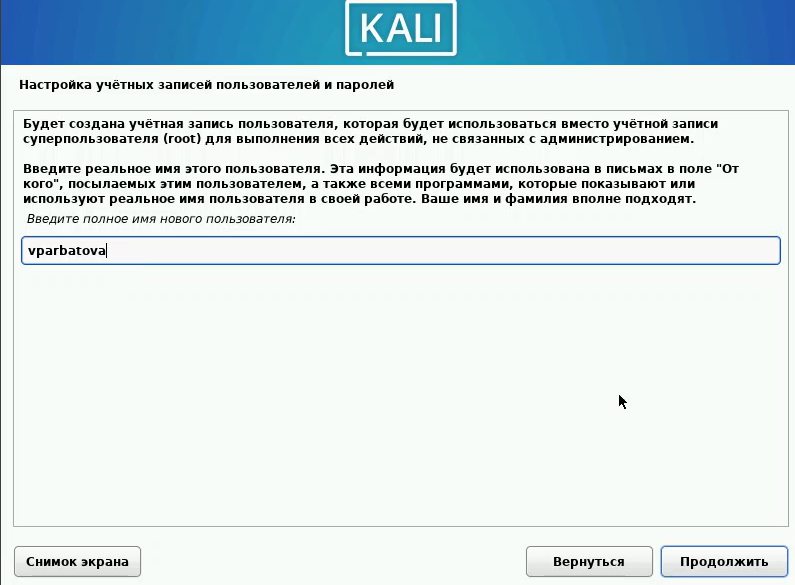 KALI
Настройка учётных записей пользователей и паролей
Будет создана учётная запись пользователя, которая будет использоваться вместо учётной записи
суперпользователя (root) для выполнения всех действий, не связанных с администрированием.
Введите реальное имя этого пользователя. Эта информация будет использована в письмах в поле "От
кого", посылаемых этим пользователем, а также всеми программами, которые показывают или
используют реальное имя пользователя в своей работе. Ваше имя и фамилия вполне подходят.
Введите полное имя нового пользователя:
vparbatova
Снимок экрана
Вернуться
Продолжить